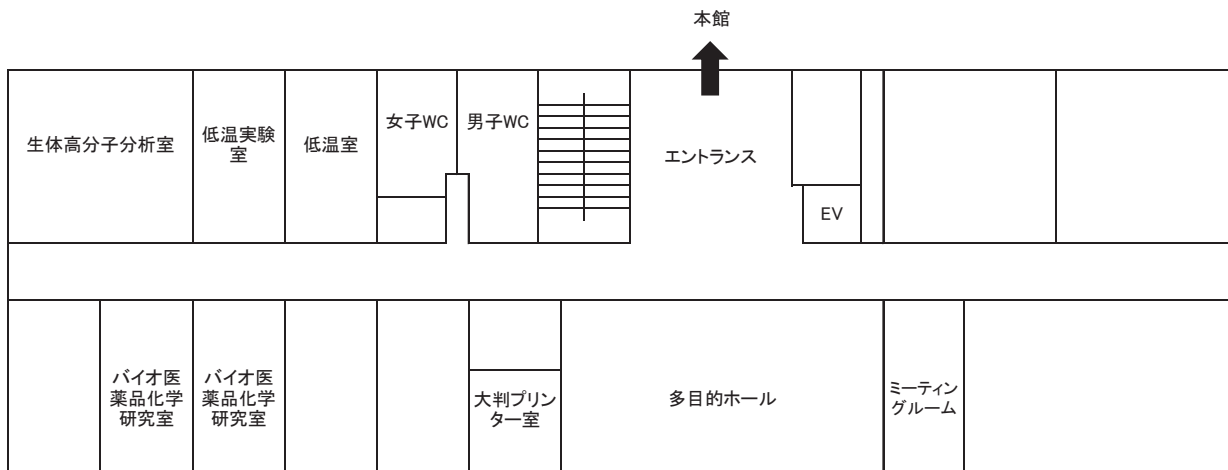 本館
生体高分子分析室
低温実験
室
低温室
女子WC
男子WC
エントランス
EV
バイオ医
薬品化学
研究室
バイオ医
薬品化学
研究室
大判プリン
ター室
多目的ホール
ミーティン
グルーム